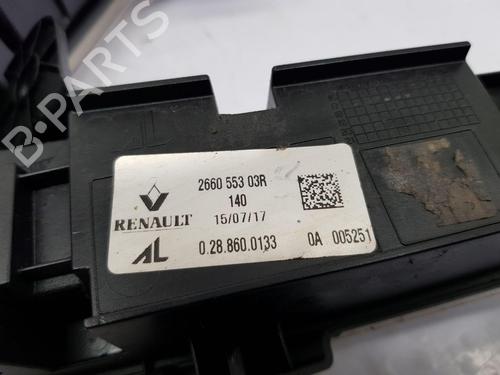 B-PARTS
2660 553 03R
140
RENAULT 15/07/17
AL 0.28.860.0133 0A 005251